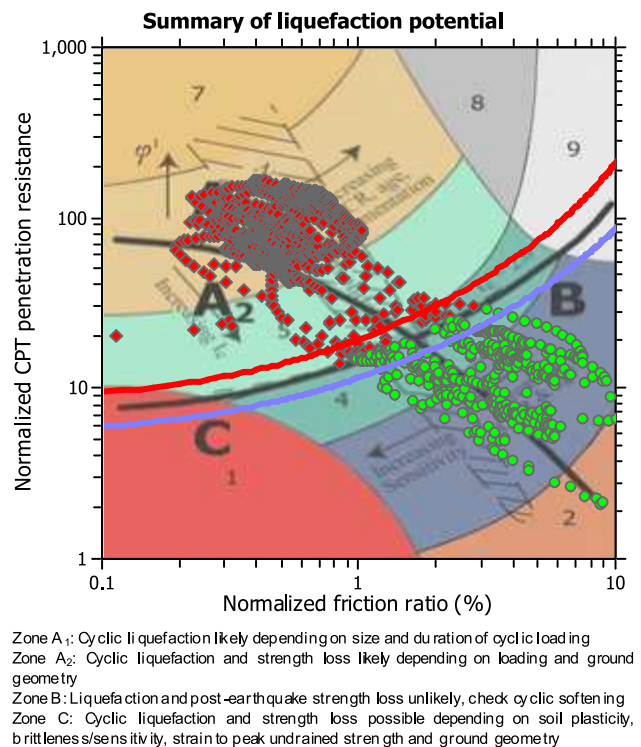 Summary of liquefaction potential
1,000
100
10
1
Normalized CPT penetration resistance
7
8
9
φ'
A₂
B
5
4
C
1
Increasing
Sensitivity
2
0.1
1
10
Normalized friction ratio (%)
Zone A₁: Cyclic liquefaction likely depending on size and duration of cyclic loading
Zone A₂: Cyclic liquefaction and strength loss likely depending on loading and ground
geometry
Zone B: Liquefaction and post-earthquake strength loss unlikely, check cyclic softening
Zone C: Cyclic liquefaction and strength loss possible depending on soil plasticity,
brittleness/sensitivity, strain to peak undrained strength and ground geometry